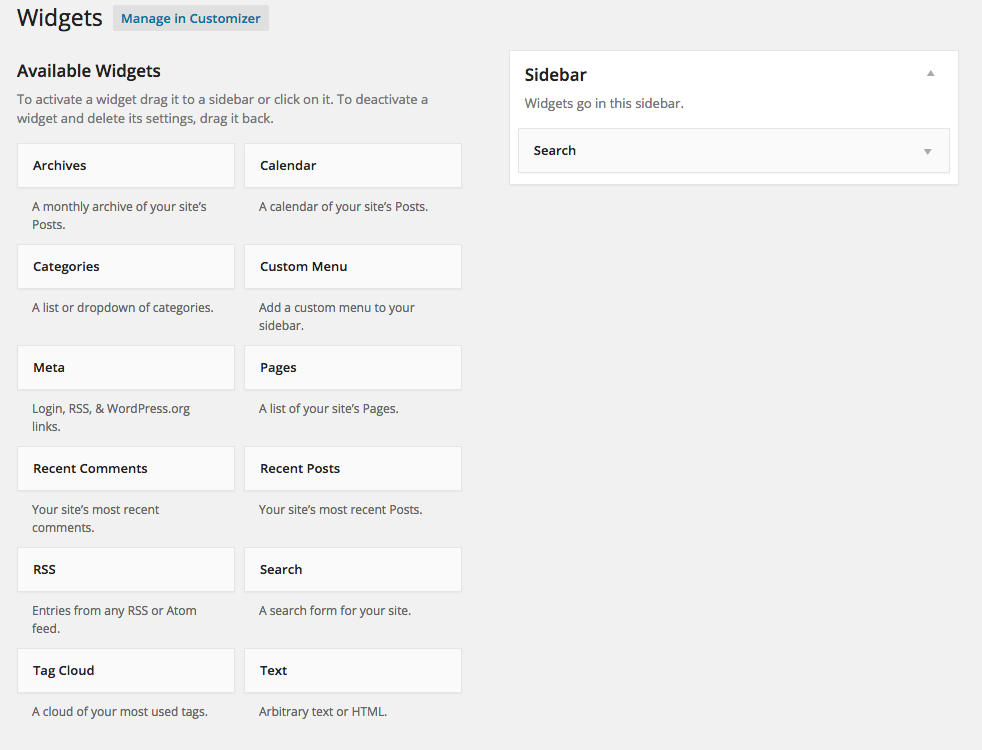 Widgets Manage in Customizer
Available Widgets
To activate a widget drag it to a sidebar or click on it. To deactivate a
widget and delete its settings, drag it back.
Archives
A monthly archive of your site’s
Posts.
Calendar
A calendar of your site’s Posts.
Categories
A list or dropdown of categories.
Custom Menu
Add a custom menu to your
sidebar.
Meta
Login, RSS, & WordPress.org
links.
Pages
A list of your site’s Pages.
Recent Comments
Your site’s most recent
comments.
Recent Posts
Your site’s most recent Posts.
RSS
Entries from any RSS or Atom
feed.
Search
A search form for your site.
Tag Cloud
A cloud of your most used tags.
Text
Arbitrary text or HTML.
Sidebar
Widgets go in this sidebar.
Search